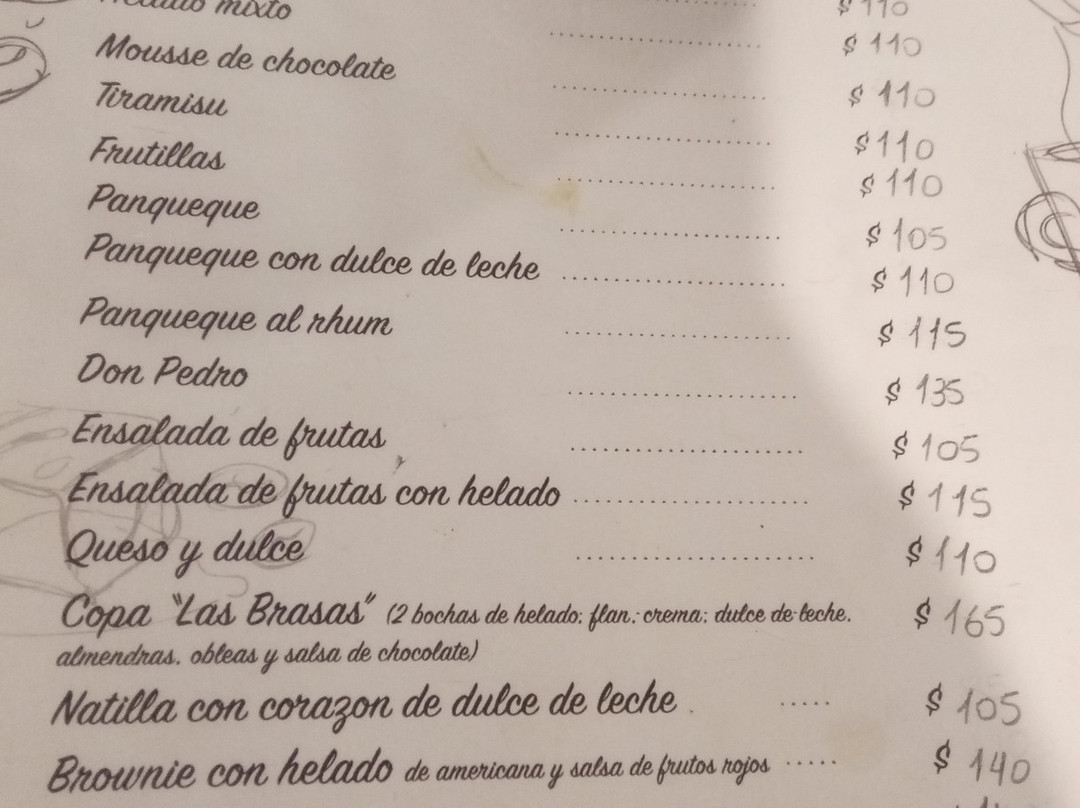 $ 110
mixto $ 110
Mousse de chocolate $ 110
Tiramisu $ 110
Frutillas $ 110
Panqueque $ 105
Panqueque con dulce de leche $ 110
Panqueque al rhum $ 115
Don Pedro $ 135
Ensalada de frutas $ 105
Ensalada de frutas con helado $ 115
Queso y dulce $ 110
Copa "Las Brasas" (2 bochas de helado; flan; crema; dulce de leche, $ 165
almendras, obleas y salsa de chocolate)
Natilla con corazon de dulce de leche $ 105
Brownie con helado de americana y salsa de frutos rojos $ 140